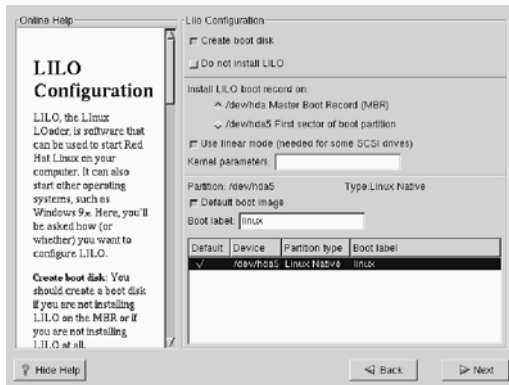 Online Help
LILO
Configuration
LILO, the LInux
LOader, is software that
can be used to start Red
Hat Linux on your
computer. It can also
start other operating
systems, such as
Windows 9x. Here, you'll
be asked how (or
whether) you want to
configure LILO.
Create boot disk: You
should create a boot disk
if you are not installing
LILO on the MBR or if
you are not installing
LILO at all.
Lilo Configuration
Create boot disk
Do not install LILO
Install LILO boot record on:
/dev/hda Master Boot Record (MBR)
/dev/hda5 First sector of boot partition
Use linear mode (needed for some SCSI drives)
Kernel parameters:
Partition: /dev/hda5 Type:Linux Native
Default boot image
Boot label: linux
Default Device Partition type Boot label
/dev/hda5 Linux Native linux
? Hide Help
Back
Next